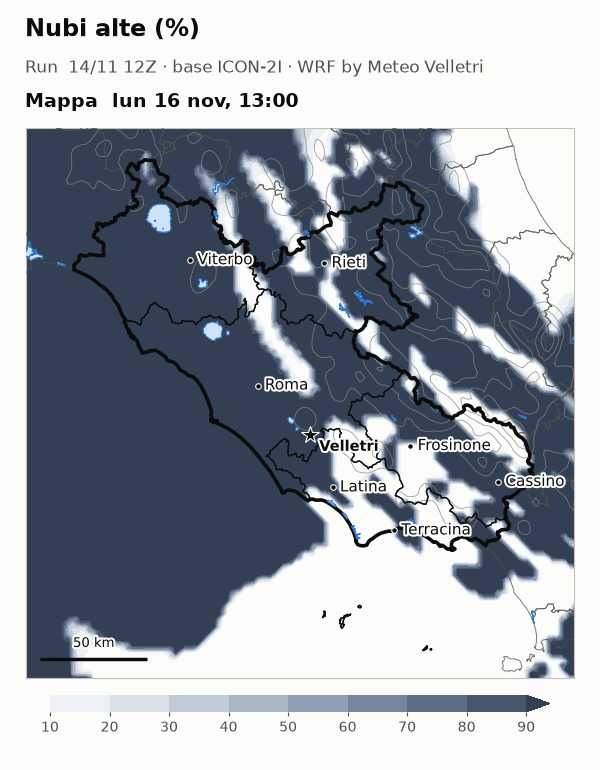 Nubi alte (%)
Run  14/11 12Z · base ICON-2I · WRF by Meteo Velletri
Mappa  lun 16 nov, 13:00
Viterbo
Rieti
Roma
Velletri
Frosinone
Latina
Cassino
Terracina
50 km
10 20 30 40 50 60 70 80 90